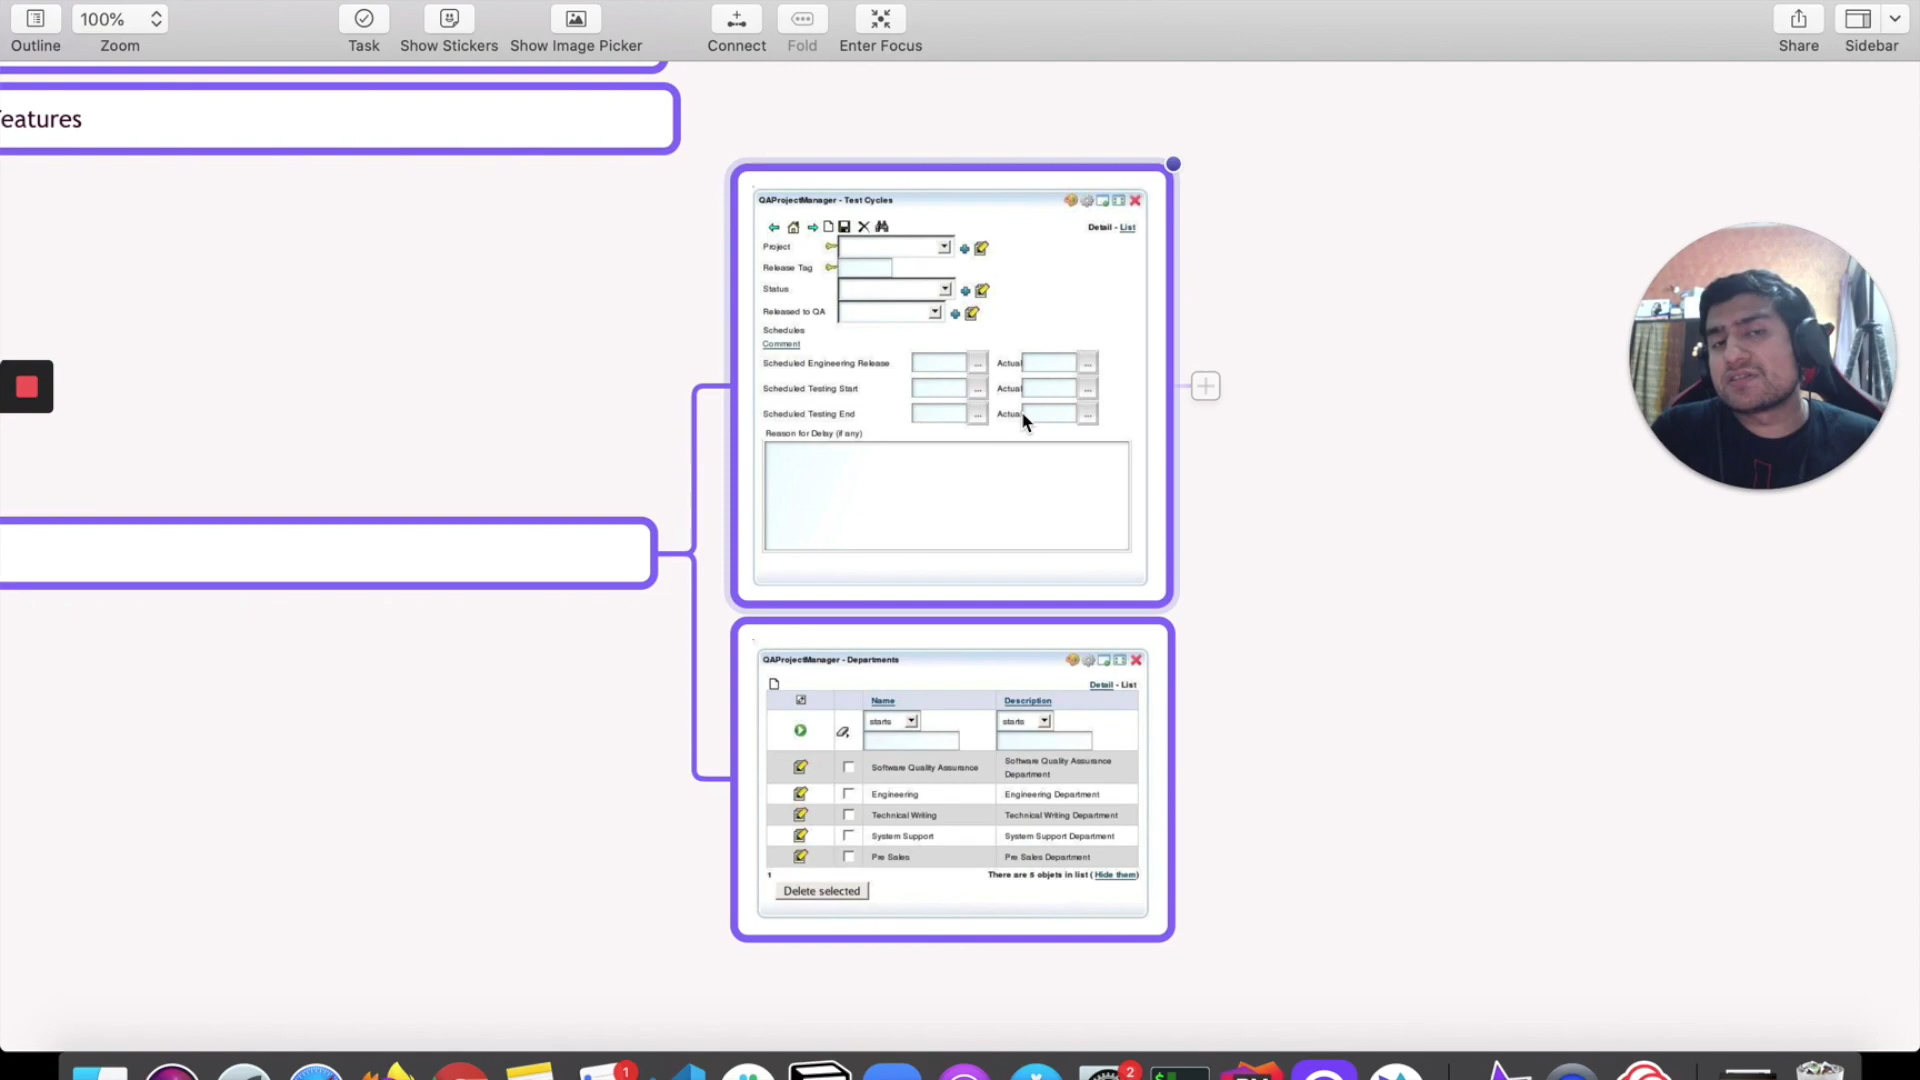 100%
Outline
Zoom
Task
Show Stickers
Show Image Picker
Connect
Fold
Enter Focus
Share
Sidebar
eatures
QAProjectManager - Test Cycles
Detail - List
Project
Release Tag
Status
Released to QA
Schedules
Comment
Scheduled Engineering Release ... Actual ...
Scheduled Testing Start ... Actual ...
Scheduled Testing End ... Actual ...
Reason for Delay (if any)
QAProjectManager - Departments
Detail - List
Name Description
starts starts
Software Quality Assurance Software Quality Assurance
Department
Engineering Engineering Department
Technical Writing Technical Writing Department
System Support System Support Department
Pre Sales Pre Sales Department
1 There are 5 objets in list ( Hide them)
Delete selected
1
2